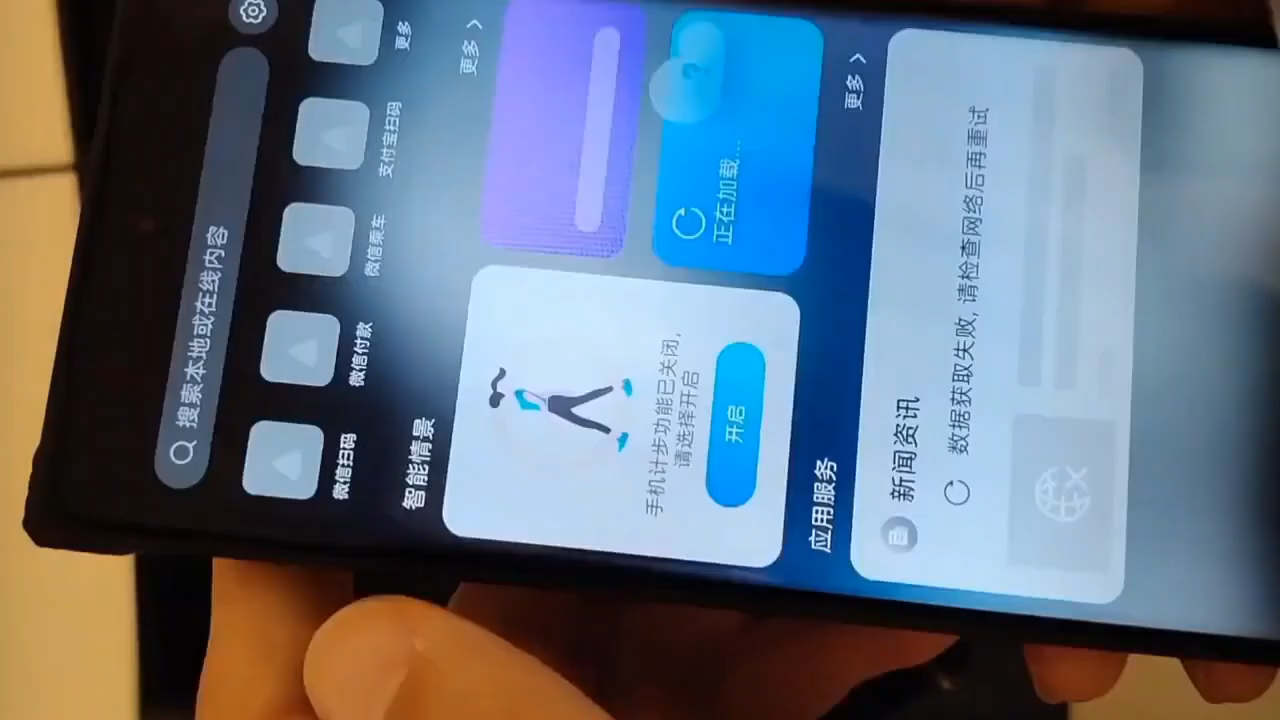 搜索本地或在线内容
微信扫码
微信付款
微信乘车
支付宝扫码
更多
智能情景
更多
手机计步功能已关闭,
请选择开启
开启
正在加载...
应用服务
更多
新闻资讯
数据获取失败, 请检查网络后再重试